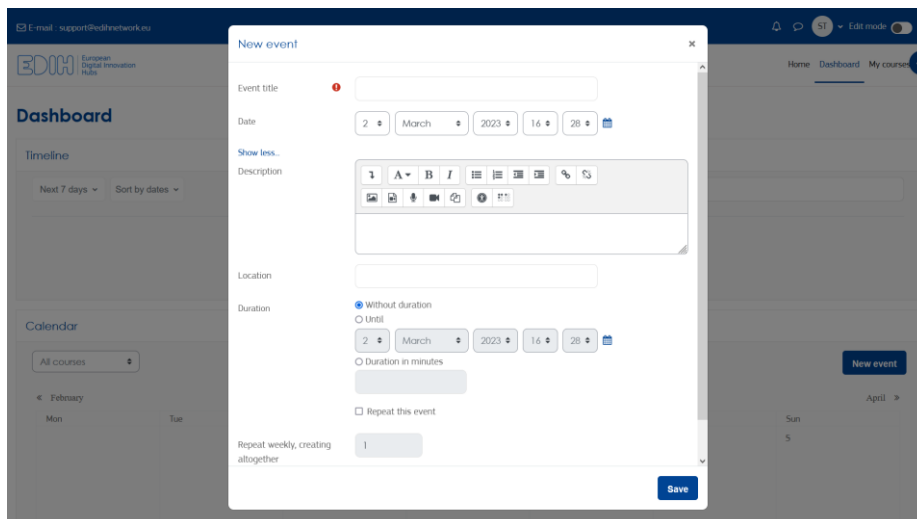 E-mail : support@edihnetwork.eu
ST
Edit mode
EDIH
European
Digital Innovation
Hubs
Home Dashboard My courses
Dashboard
Timeline
Next 7 days
Sort by dates
Calendar
All courses
New event
« February
April »
Mon
Tue
Sun
5
New event
×
Event title
Date
2 March 2023 16 28
Show less...
Description
A B I
Location
Duration
Without duration
Until
2 March 2023 16 28
Duration in minutes
Repeat this event
Repeat weekly, creating
altogether
1
Save